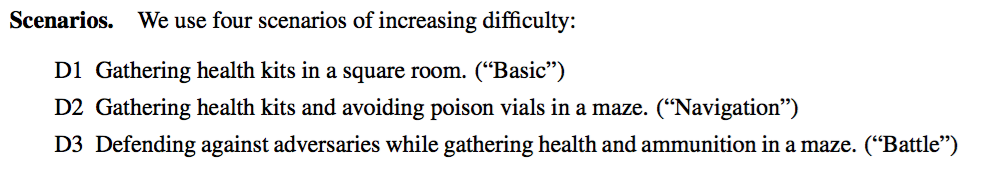 Scenarios. We use four scenarios of increasing difficulty:
D1 Gathering health kits in a square room. (“Basic”)
D2 Gathering health kits and avoiding poison vials in a maze. (“Navigation”)
D3 Defending against adversaries while gathering health and ammunition in a maze. (“Battle”)